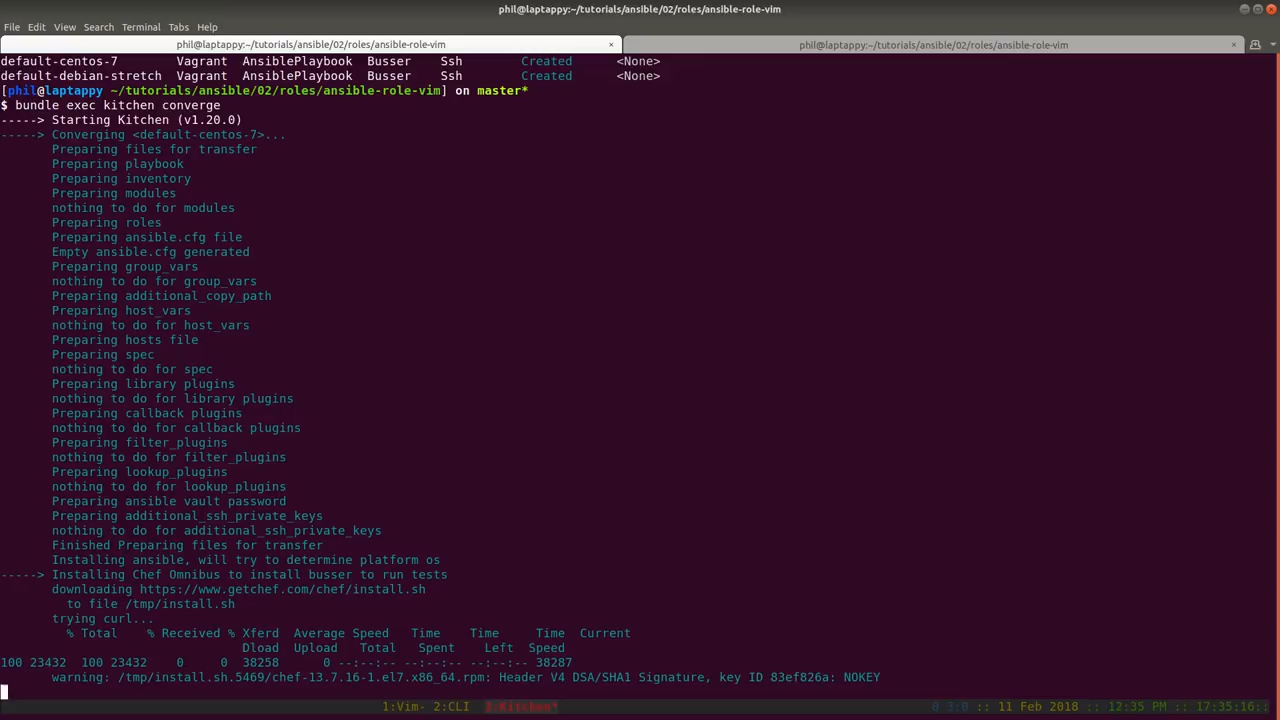 phil@laptappy:~/tutorials/ansible/02/roles/ansible-role-vim
File Edit View Search Terminal Tabs Help
phil@laptappy:~/tutorials/ansible/02/roles/ansible-role-vim × phil@laptappy:~/tutorials/ansible/02/roles/ansible-role-vim ×
default-centos-7 Vagrant AnsiblePlaybook Busser Ssh Created <None>
default-debian-stretch Vagrant AnsiblePlaybook Busser Ssh Created <None>
[phil@laptappy ~/tutorials/ansible/02/roles/ansible-role-vim] on master*
$ bundle exec kitchen converge
-----> Starting Kitchen (v1.20.0)
-----> Converging <default-centos-7>...
Preparing files for transfer
Preparing playbook
Preparing inventory
Preparing modules
nothing to do for modules
Preparing roles
Preparing ansible.cfg file
Empty ansible.cfg generated
Preparing group_vars
nothing to do for group_vars
Preparing additional_copy_path
Preparing host_vars
nothing to do for host_vars
Preparing hosts file
Preparing spec
nothing to do for spec
Preparing library plugins
nothing to do for library plugins
Preparing callback plugins
nothing to do for callback plugins
Preparing filter_plugins
nothing to do for filter_plugins
Preparing lookup_plugins
nothing to do for lookup_plugins
Preparing ansible vault password
Preparing additional_ssh_private_keys
nothing to do for additional_ssh_private_keys
Finished Preparing files for transfer
Installing ansible, will try to determine platform os
-----> Installing Chef Omnibus to install busser to run tests
downloading https://www.getchef.com/chef/install.sh
to file /tmp/install.sh
trying curl...
% Total % Received % Xferd Average Speed Time Time Time Current
Dload Upload Total Spent Left Speed
100 23432 100 23432 0 0 38258 0 --:--:-- --:--:-- --:--:-- 38287
warning: /tmp/install.sh.5469/chef-13.7.16-1.el7.x86_64.rpm: Header V4 DSA/SHA1 Signature, key ID 83ef826a: NOKEY
1:Vim- 2:CLI 3:Kitchen* 0 3:0 :: 11 Feb 2018 :: 12:35 PM :: 17:35:16::